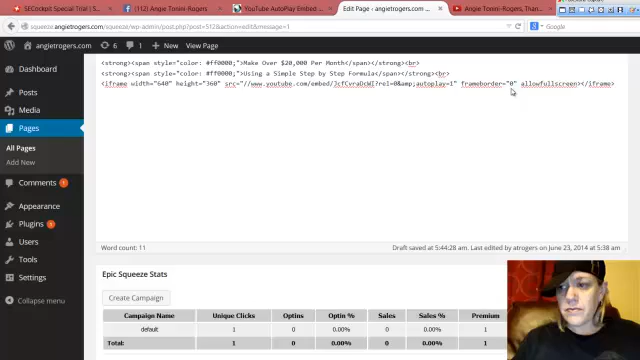 SECockpit Special Trial : S...
(112) Angie Tonini-Rogers
YouTube AutoPlay Embbed ...
Edit Page ‹ angietrogers.com...
Angie Tonini-Rogers, Than...
angietrogers.com/squeeze/wp-admin/post.php?post=512&action=edit&message=1
Google
angietrogers.com 6 1 + New View Page
Dashboard
Posts
Media
Pages
All Pages
Add New
Comments 1
Appearance
Plugins 1
Users
Tools
Settings
Collapse menu
<strong><span style="color: #ff0000;">Make Over $20,000 Per Month</span></strong><br>
<strong><span style="color: #ff0000;">Using a Simple Step by Step Formula</span></strong><br>
<iframe width="640" height="360" src="//www.youtube.com/embed/JcfCvraDcWI?rel=0&amp;autoplay=1" frameborder="0" allowfullscreen></iframe>
Word count: 11
Draft saved at 5:44:28 am. Last edited by atrogers on June 23, 2014 at 5:38 am
Epic Squeeze Stats
Create Campaign
Campaign Name Unique Clicks Optins Optin % Sales Sales % Premium
default 1 0 0.00% 0 0.00% 1
Total: 1 0 0.00% 0 0.00% 1